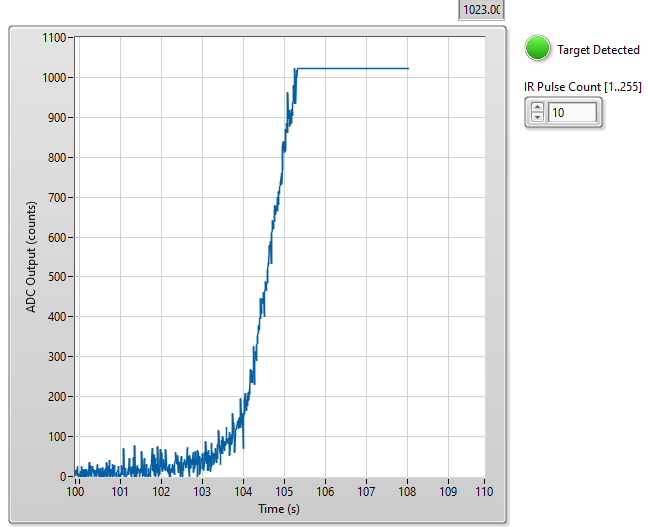 1023.00
1100
1000
900
800
700
600
500
400
300
200
100
0
ADC Output (counts)
100 101 102 103 104 105 106 107 108 109 110
Time (s)
Target Detected
IR Pulse Count [1..255]
10